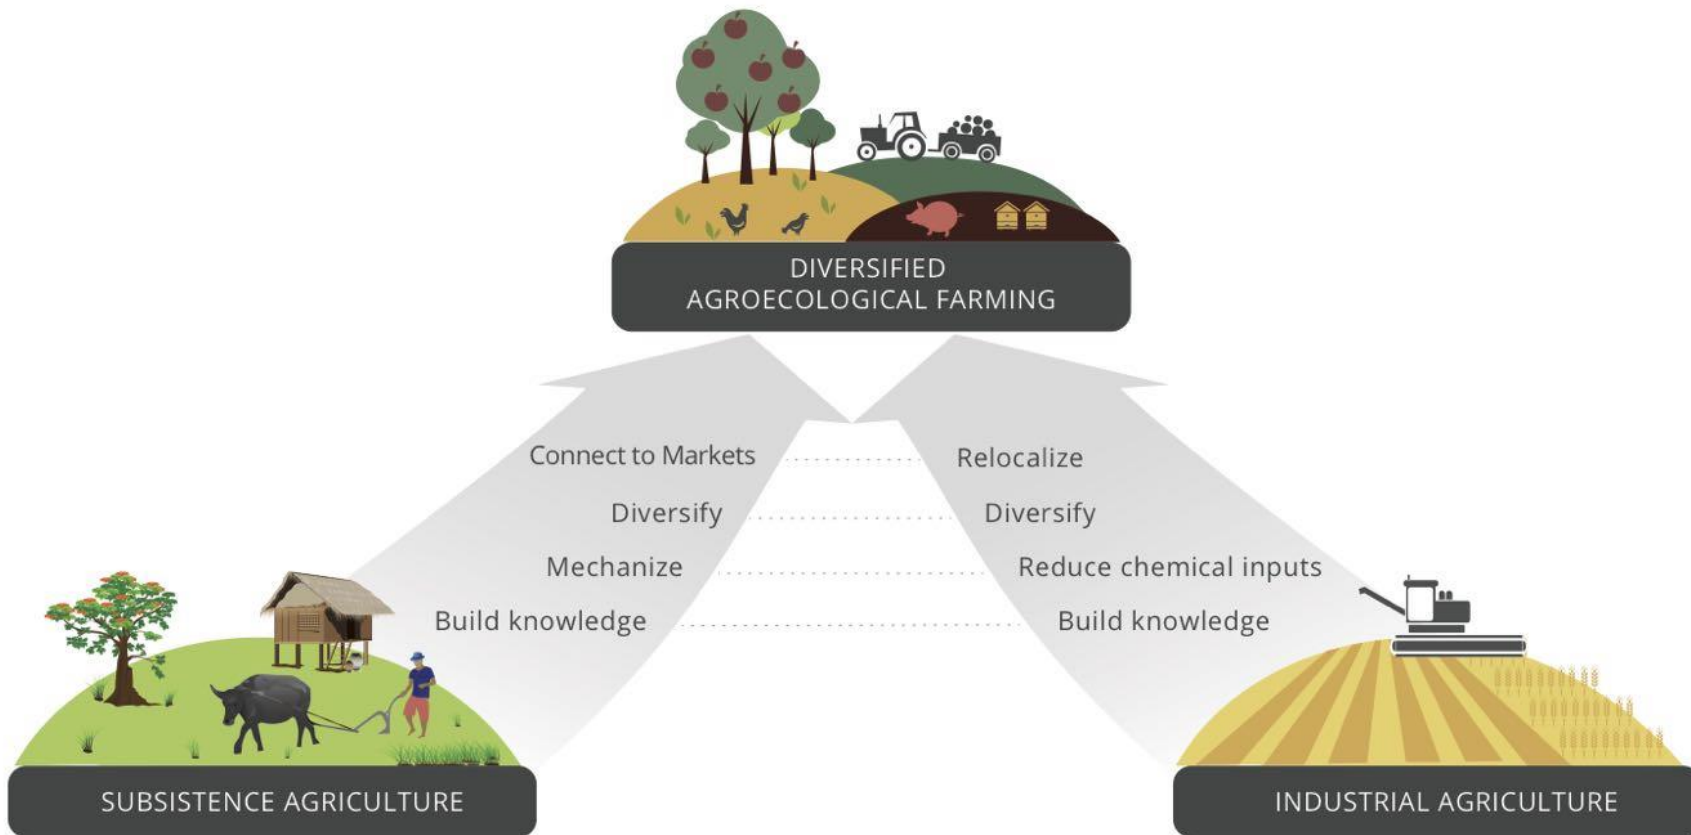 DIVERSIFIED
AGROECOLOGICAL FARMING
Connect to Markets
Relocalize
Diversify
Diversify
Mechanize
Reduce chemical inputs
Build knowledge
Build knowledge
SUBSISTENCE AGRICULTURE
INDUSTRIAL AGRICULTURE